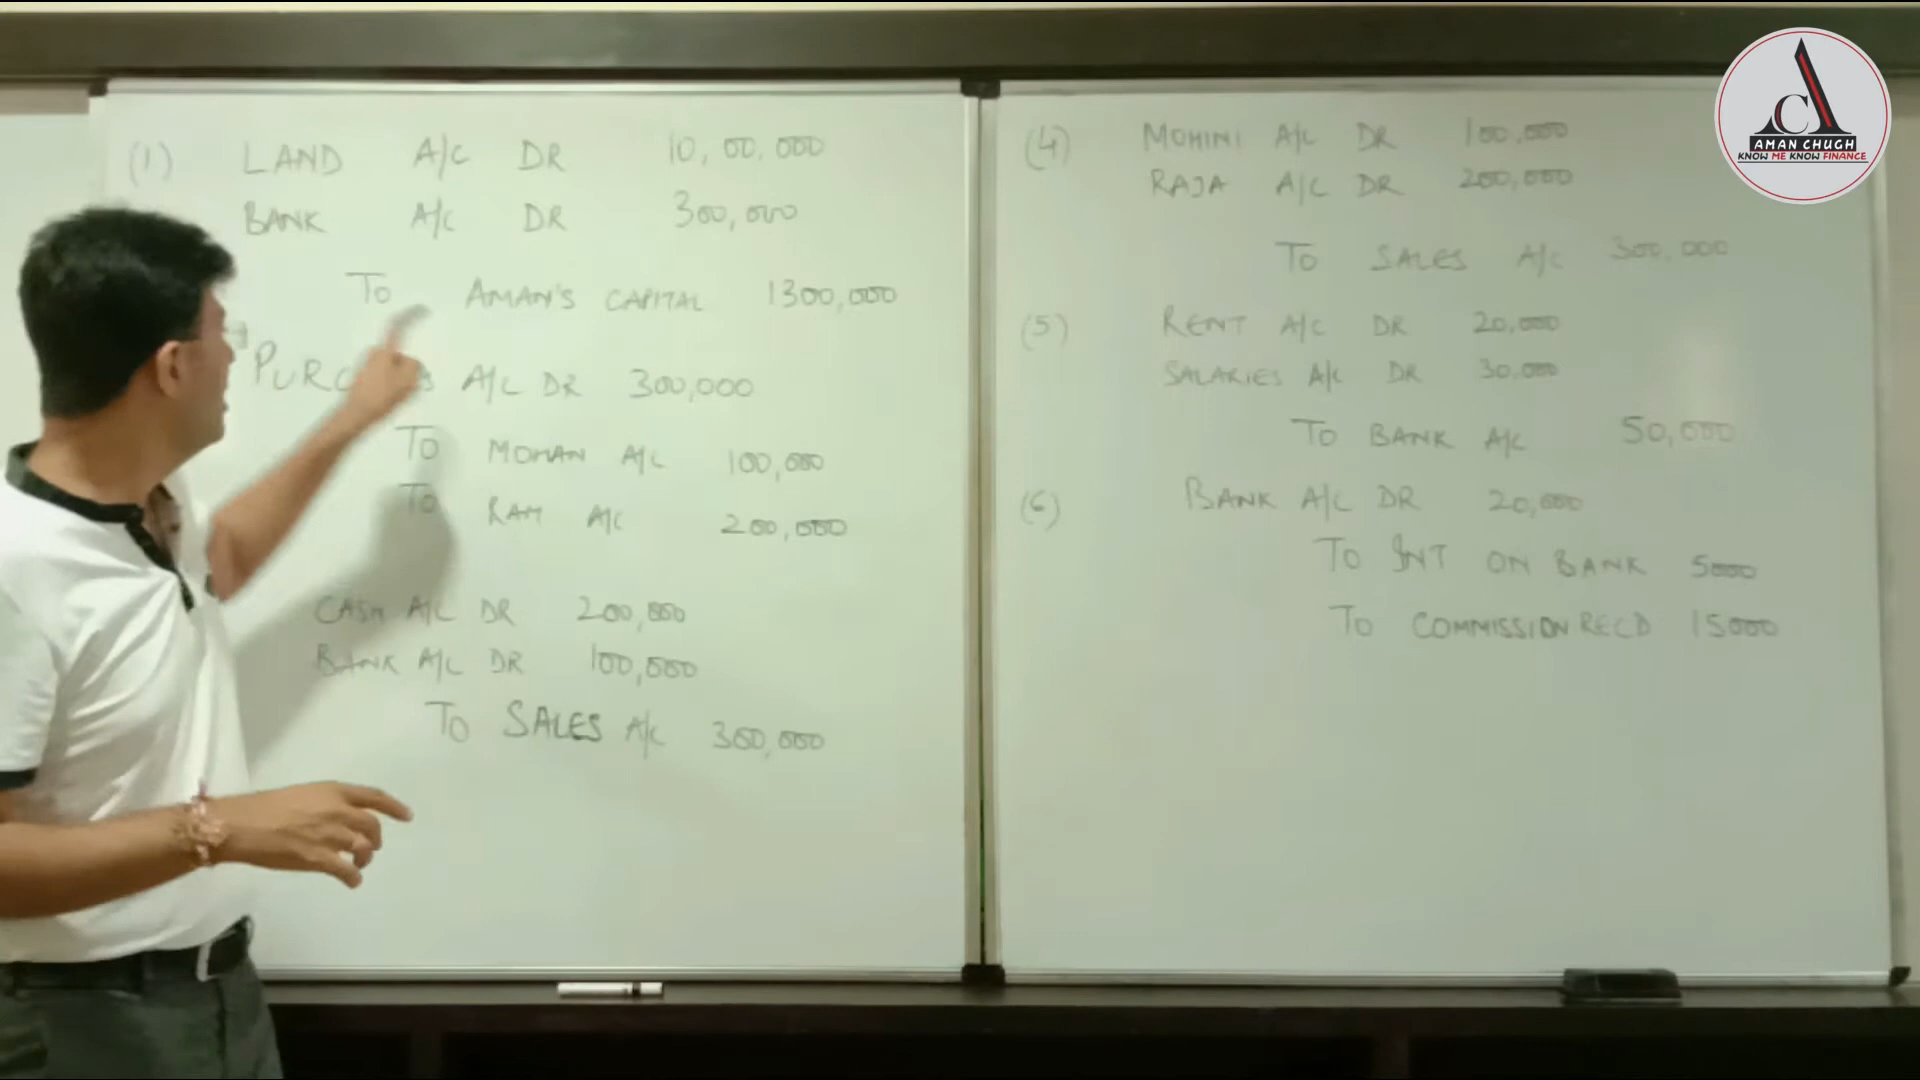 (1) LAND A/C DR 10,00,000
BANK A/C DR 300,000
TO AMAN'S CAPITAL 1300,000
A/C DR 300,000
TO MOHAN A/C 100,000
TO RAM A/C 200,000
CASH A/C DR 200,000
BANK A/C DR 100,000
TO SALES A/C 300,000
(4) MOHINI A/C DR 100,000
RAJA A/C DR 200,000
TO SALES A/C 300,000
(5) RENT A/C DR 20,000
SALARIES A/C DR 30,000
TO BANK A/C 50,000
(6) BANK A/C DR 20,000
TO INT ON BANK 5000
TO COMMISSION RECD 15000
AC
AMAN CHUGH
KNOW ME KNOW FINANCE